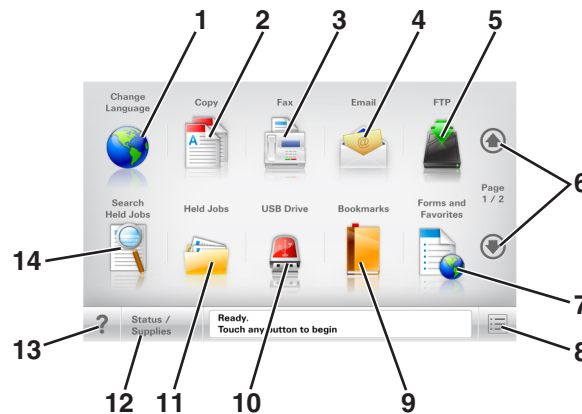 1 2 3 4 5
Change
Language
Copy
Fax
Email
FTP
A
@
6
Page
1 / 2
Search
Held Jobs
Held Jobs
USB Drive
Bookmarks
Forms and
Favorites
14
7
?
Status /
Supplies
Ready.
Touch any button to begin
8
13
12
11
10
9